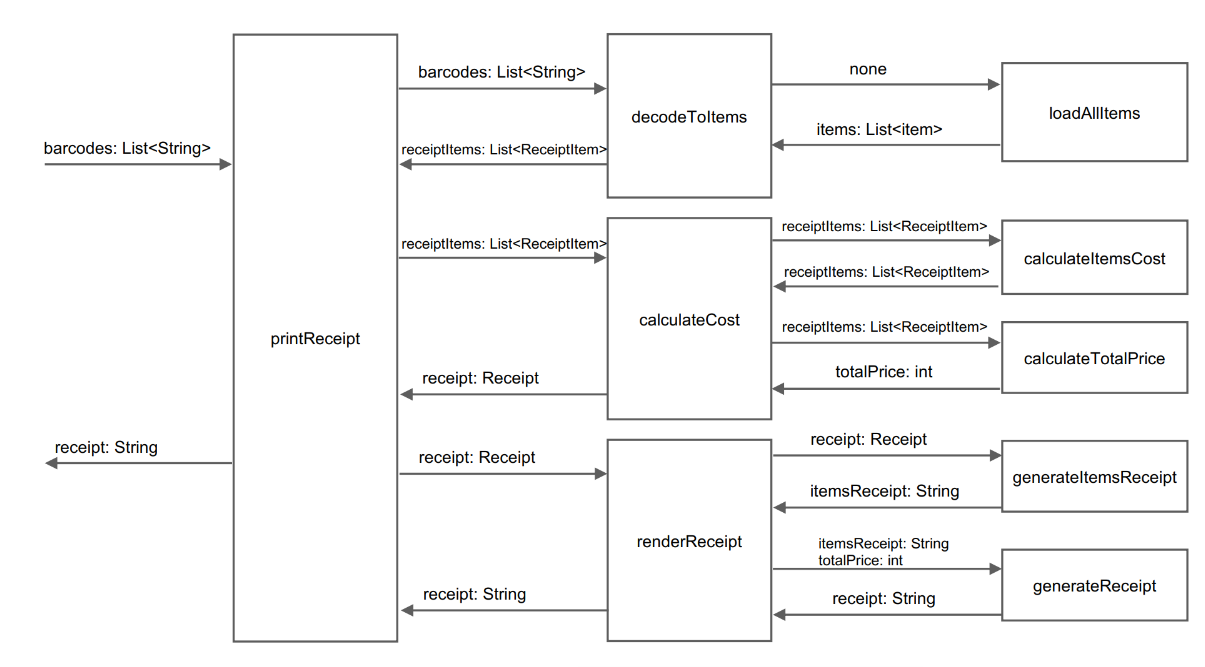 barcodes: List<String>
none
decodeToItems
loadAllItems
items: List<item>
barcodes: List<String>
receiptItems: List<ReceiptItem>
receiptItems: List<ReceiptItem>
receiptItems: List<ReceiptItem>
calculateItemsCost
receiptItems: List<ReceiptItem>
calculateCost
receiptItems: List<ReceiptItem>
printReceipt
calculateTotalPrice
totalPrice: int
receipt: Receipt
receipt: String
receipt: Receipt
receipt: Receipt
generateItemsReceipt
itemsReceipt: String
renderReceipt
itemsReceipt: String
totalPrice: int
generateReceipt
receipt: String
receipt: String